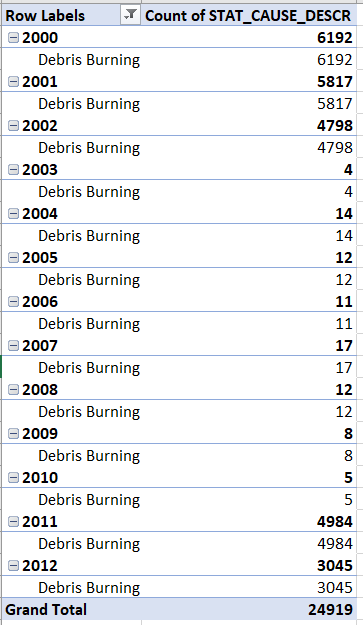 Row Labels Count of STAT_CAUSE_DESCR
2000 6192
Debris Burning 6192
2001 5817
Debris Burning 5817
2002 4798
Debris Burning 4798
2003 4
Debris Burning 4
2004 14
Debris Burning 14
2005 12
Debris Burning 12
2006 11
Debris Burning 11
2007 17
Debris Burning 17
2008 12
Debris Burning 12
2009 8
Debris Burning 8
2010 5
Debris Burning 5
2011 4984
Debris Burning 4984
2012 3045
Debris Burning 3045
Grand Total 24919